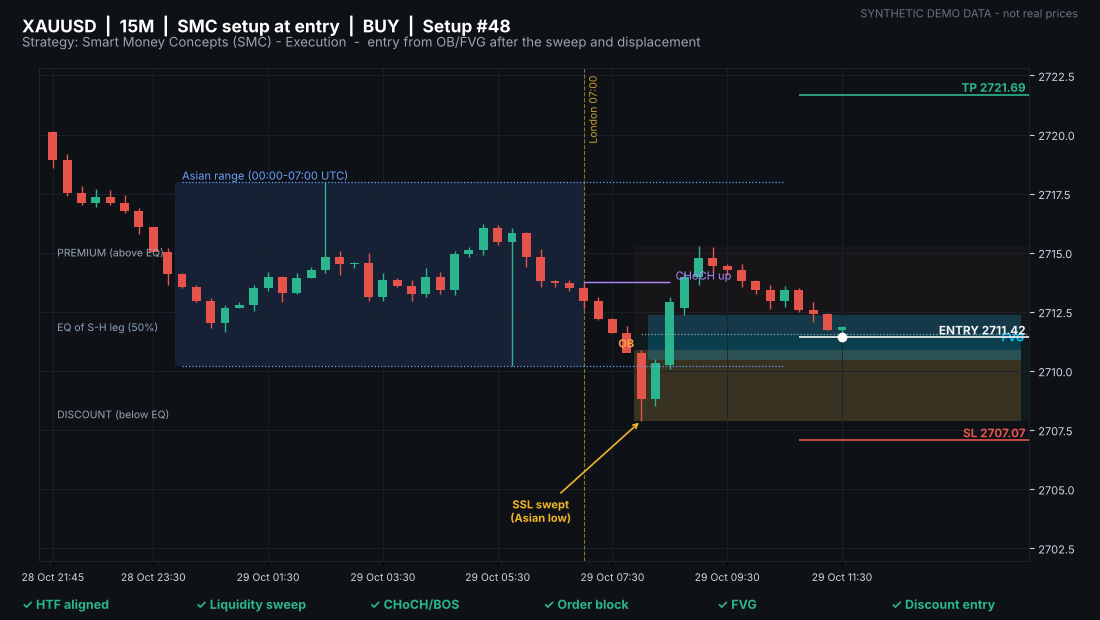 SYNTHETIC DEMO DATA - not real prices
XAUUSD | 15M | SMC setup at entry | BUY | Setup #48
Strategy: Smart Money Concepts (SMC) - Execution - entry from OB/FVG after the sweep and displacement
2722.5
TP 2721.69
London 07:00
2720.0
Asian range (00:00-07:00 UTC)
2717.5
PREMIUM (above EQ)
2715.0
CHoCH up
2712.5
EQ of S-H leg (50%)
ENTRY 2711.42
FVG
OB
2710.0
DISCOUNT (below EQ)
SL 2707.07
2707.5
2705.0
SSL swept
(Asian low)
2702.5
28 Oct 21:45 28 Oct 23:30 29 Oct 01:30 29 Oct 03:30 29 Oct 05:30 29 Oct 07:30 29 Oct 09:30 29 Oct 11:30
✓ HTF aligned ✓ Liquidity sweep ✓ CHoCH/BOS ✓ Order block ✓ FVG ✓ Discount entry